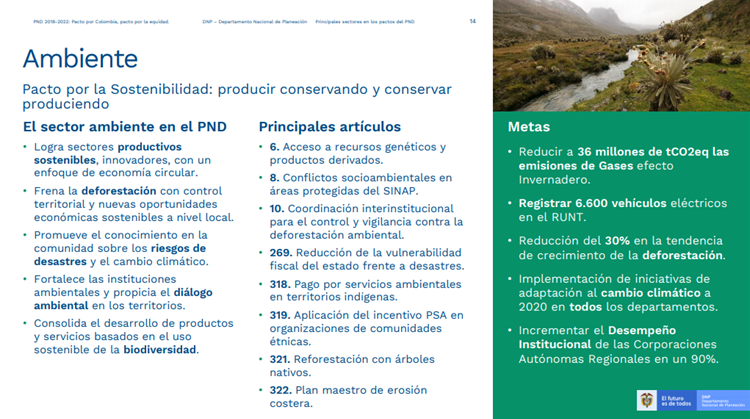 PND 2018-2022: Pacto por Colombia, pacto por la equidad.
DNP – Departamento Nacional de Planeación
Principales sectores en los pactos del PND
14
Ambiente
Pacto por la Sostenibilidad: producir conservando y conservar
produciendo
El sector ambiente en el PND
• Logra sectores productivos
sostenibles, innovadores, con un
enfoque de economía circular.
• Frena la deforestación con control
territorial y nuevas oportunidades
económicas sostenibles a nivel local.
• Promueve el conocimiento en la
comunidad sobre los riesgos de
desastres y el cambio climático.
• Fortalece las instituciones
ambientales y propicia el diálogo
ambiental en los territorios.
• Consolida el desarrollo de productos
y servicios basados en el uso
sostenible de la biodiversidad.
Principales artículos
• 6. Acceso a recursos genéticos y
productos derivados.
• 8. Conflictos socioambientales en
áreas protegidas del SINAP.
• 10. Coordinación interinstitucional
para el control y vigilancia contra la
deforestación ambiental.
• 269. Reducción de la vulnerabilidad
fiscal del estado frente a desastres.
• 318. Pago por servicios ambientales
en territorios indígenas.
• 319. Aplicación del incentivo PSA en
organizaciones de comunidades
étnicas.
• 321. Reforestación con árboles
nativos.
• 322. Plan maestro de erosión
costera.
Metas
• Reducir a 36 millones de tCO2eq las
emisiones de Gases efecto
Invernadero.
• Registrar 6.600 vehículos eléctricos
en el RUNT.
• Reducción del 30% en la tendencia
de crecimiento de la deforestación.
• Implementación de iniciativas de
adaptación al cambio climático a
2020 en todos los departamentos.
• Incrementar el Desempeño
Institucional de las Corporaciones
Autónomas Regionales en un 90%.
El futuro
es de todos
DNP
Departamento
Nacional de Planeación